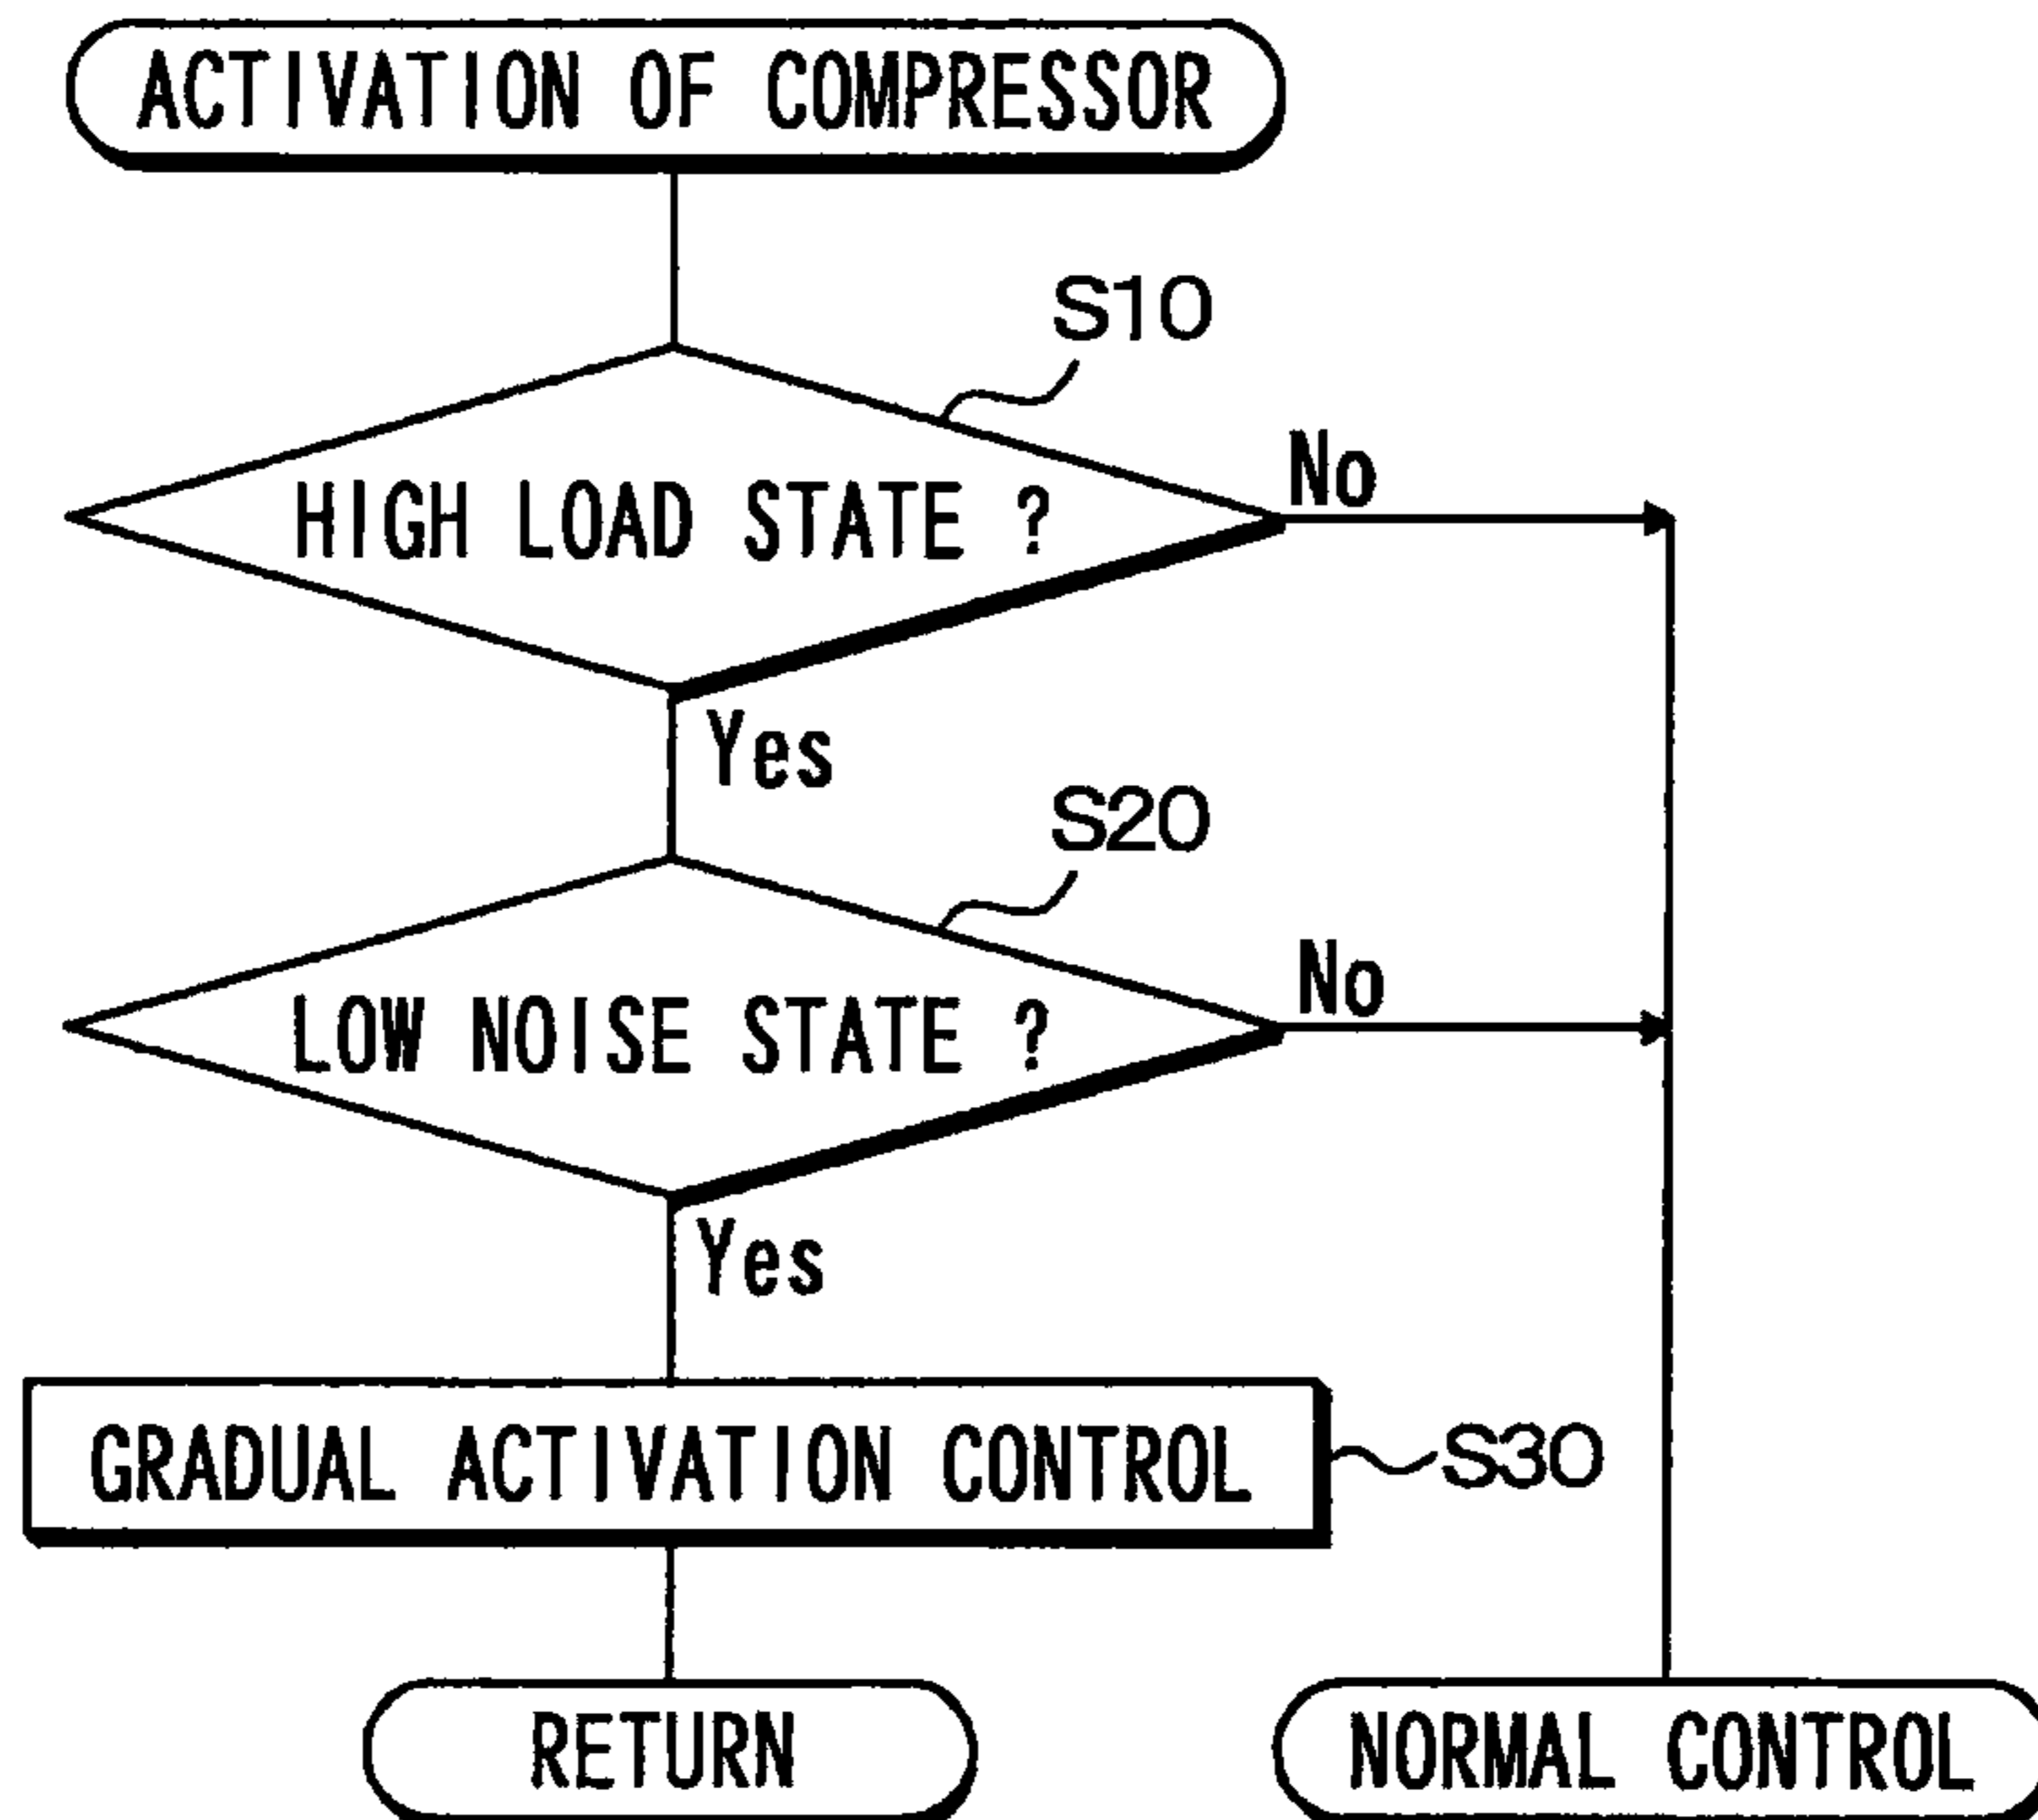 ACTIVATION OF COMPRESSOR
S10
HIGH LOAD STATE ?
No
Yes
S20
LOW NOISE STATE ?
No
Yes
GRADUAL ACTIVATION CONTROL
S30
RETURN
NORMAL CONTROL